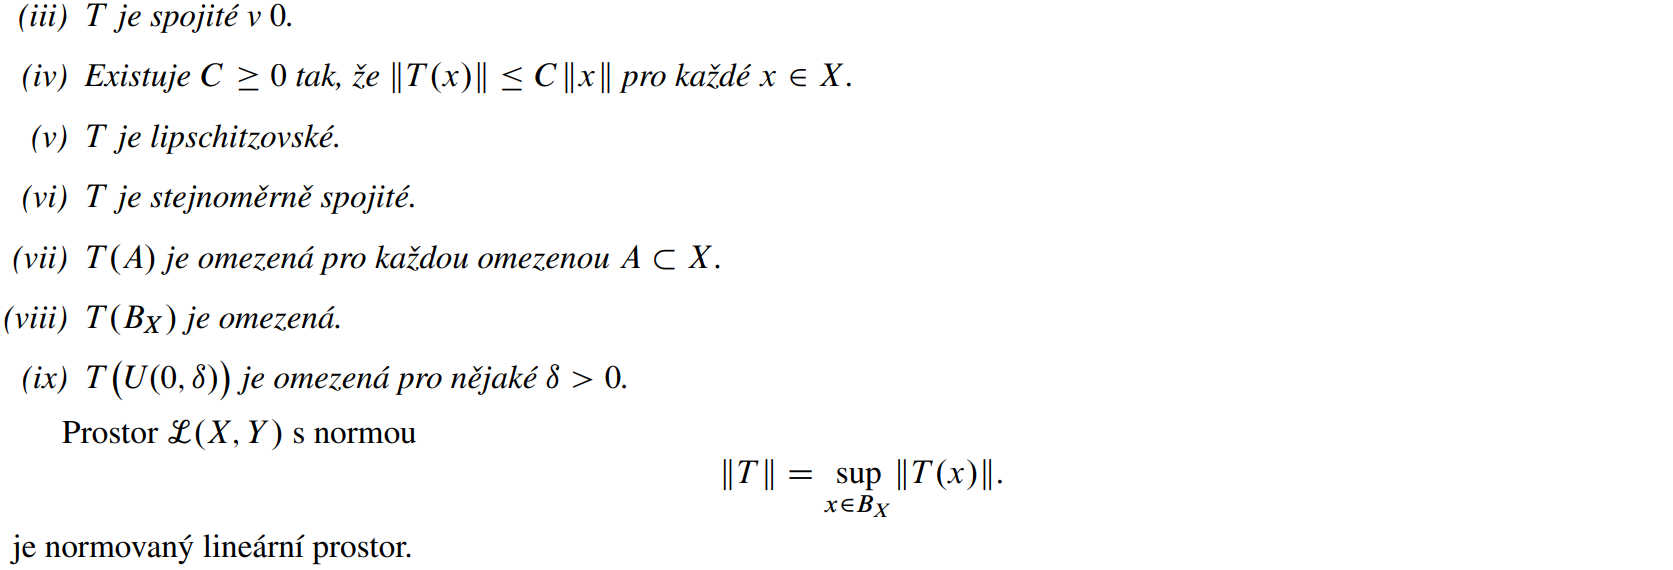 (iii) T je spojité v 0.
(iv) Existuje C ≥ 0 tak, že ‖T(x)‖ ≤ C‖x‖ pro každé x ∈ X.
(v) T je lipschitzovské.
(vi) T je stejnoměrně spojité.
(vii) T(A) je omezená pro každou omezenou A ⊂ X.
(viii) T(B_X) je omezená.
(ix) T(U(0, δ)) je omezená pro nějaké δ > 0.
Prostor ℒ(X, Y) s normou
‖T‖ = sup ‖T(x)‖.
x∈B_X
je normovaný lineární prostor.